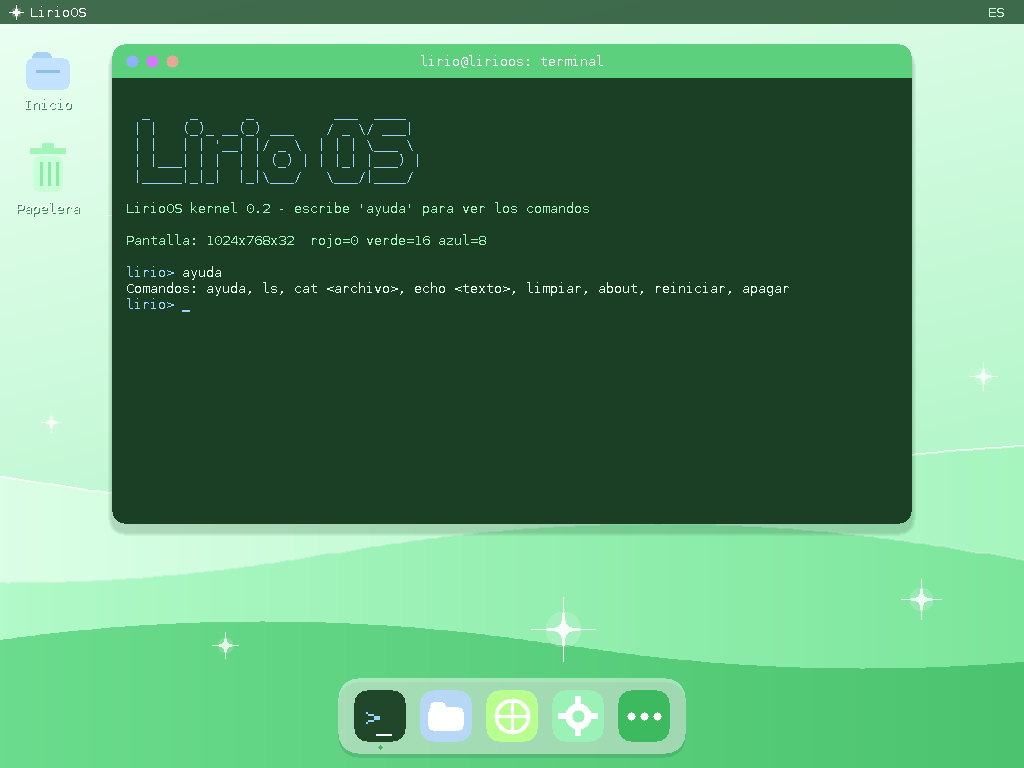 LirioOS
ES
lirio@lirioos: terminal
Inicio
Papelera
Lirio OS
LirioOS kernel 0.2 - escribe 'ayuda' para ver los comandos
Pantalla: 1024x768x32  rojo=0 verde=16 azul=8
lirio> ayuda
Comandos: ayuda, ls, cat <archivo>, echo <texto>, limpiar, about, reiniciar, apagar
lirio> _
>_